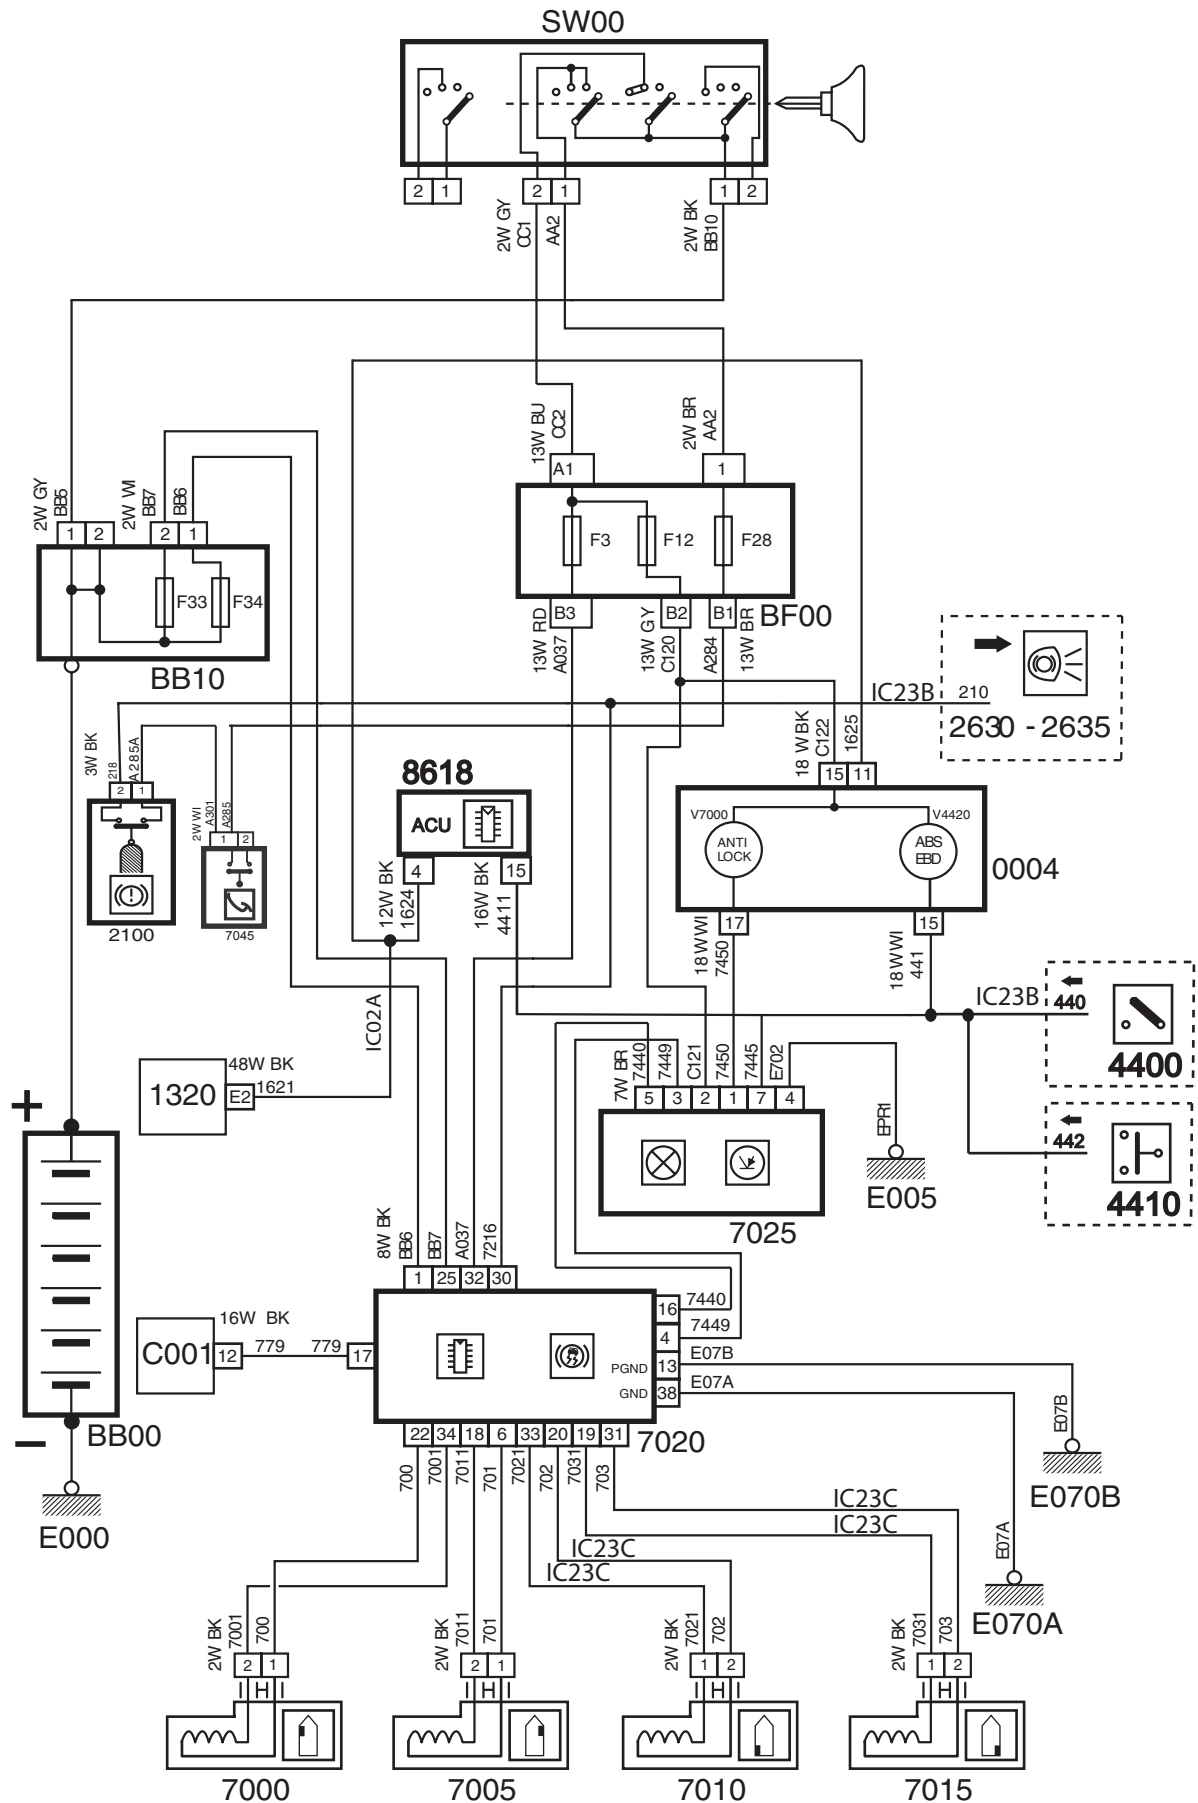 SW00
2 1
2 1
1 2
2W GY
CC1
AA2
2W BK
BB10
13W BU
CC2
2W BR
AA2
A1
1
F3
F12
F28
B3
B2
B1
BF00
13W RD
A037
13W GY
C120
A284
13W BR
2W GY
BB5
2W WI
BB7
BB6
1 2
2 1
F33
F34
BB10
IC23B
210
2630 - 2635
3W BK
218
A285A
2 1
2100
2W WI
A301
A285
1 2
7045
8618
ACU
4
15
12W BK
1624
16W BK
4411
18 W BK
C122
1625
15 11
V7000
V4420
ANTI
LOCK
ABS
EBD
0004
17
15
18 W WI
7450
18 W WI
441
IC23B
440
4400
442
4410
IC02A
1320
48W BK
E2
1621
7W BR
7440
7449
C121
7450
7445
E702
5 3 2 1 7 4
7025
EPR1
E005
+
−
BB00
E000
8W BK
BB6
BB7
A037
7216
1 25 32 30
C001
16W BK
12
779
779
17
16
7440
4
7449
PGND
13
E07B
GND
38
E07A
22 34 18 6 33 20 19 31
7020
700
7001
7011
701
7021
702
7031
703
E07B
E070B
E07A
E070A
IC23C
IC23C
IC23C
IC23C
2W BK
7001
700
2 1
7000
2W BK
7011
701
2 1
7005
2W BK
7021
702
1 2
7010
2W BK
7031
703
1 2
7015